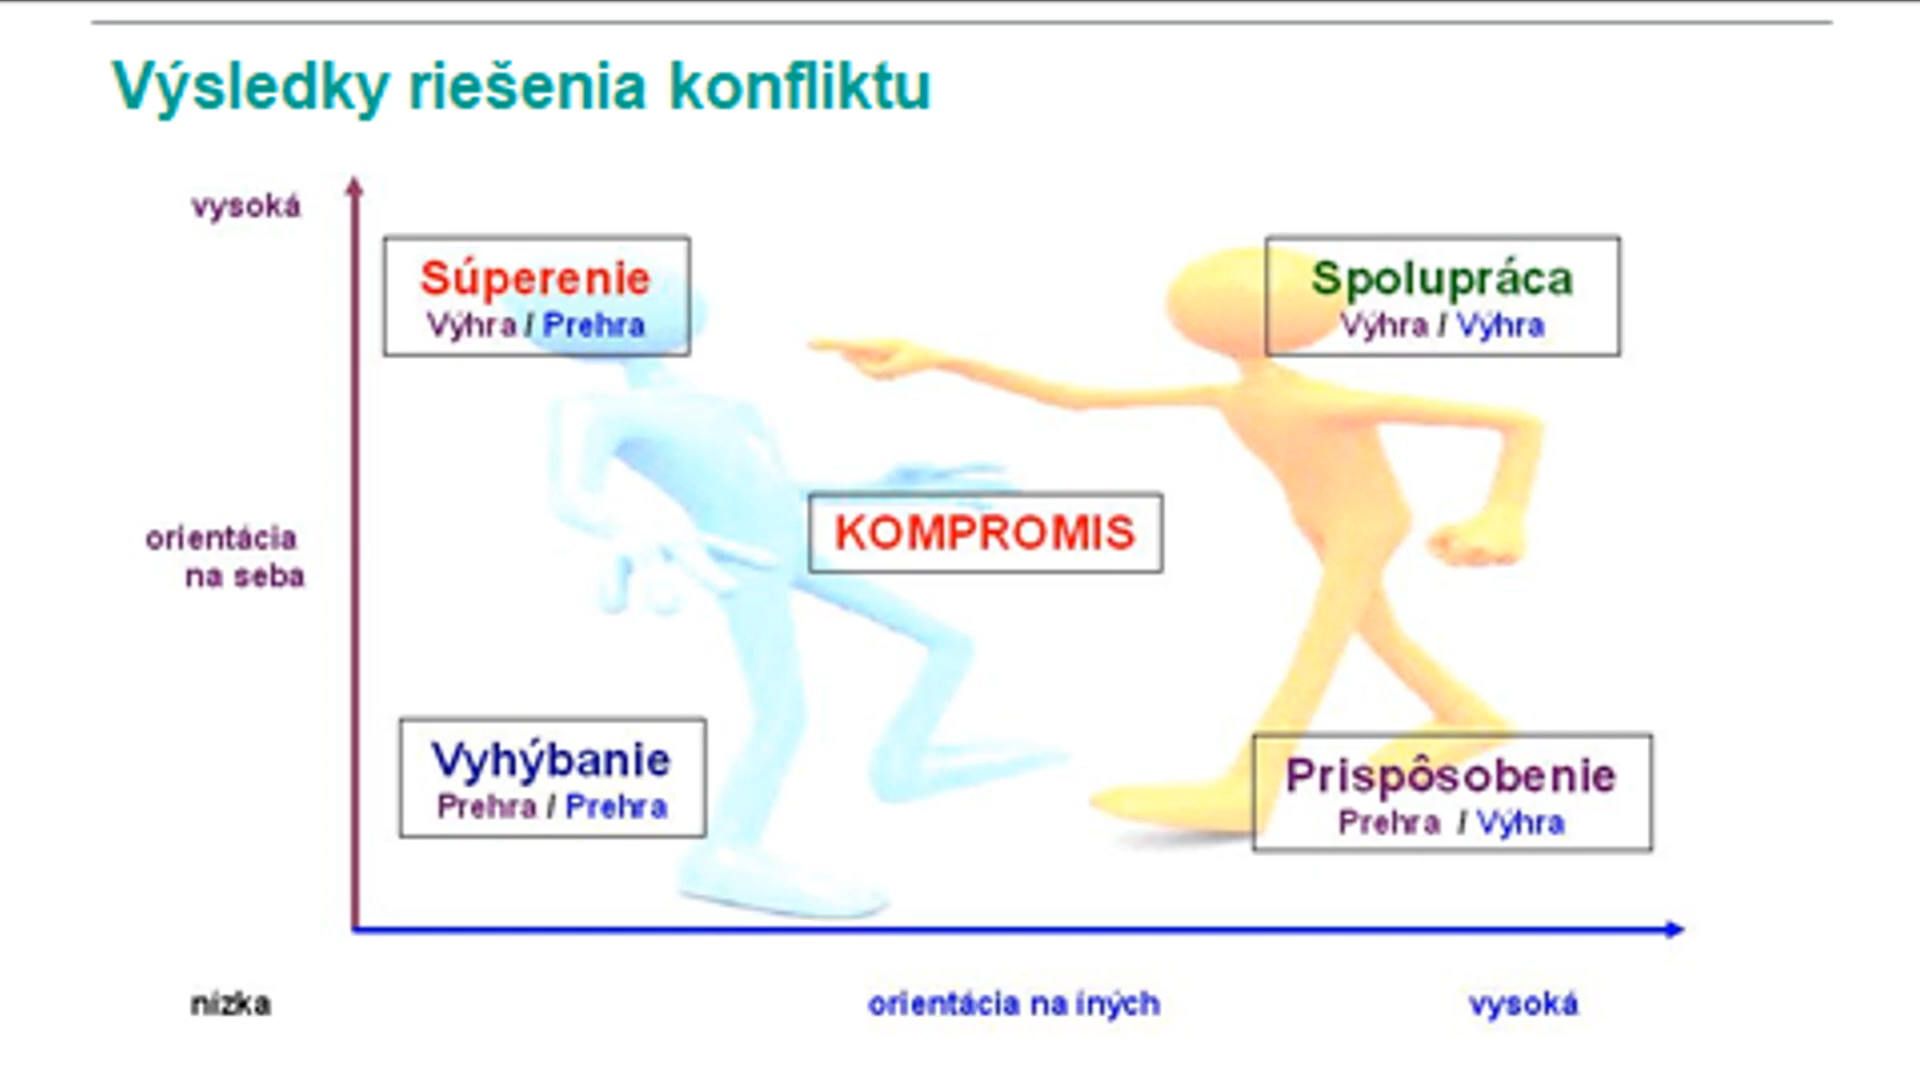 Výsledky riešenia konfliktu
vysoká
Súperenie
Výhra / Prehra
Spolupráca
Výhra / Výhra
orientácia
na seba
KOMPROMIS
Vyhýbanie
Prehra / Prehra
Prispôsobenie
Prehra / Výhra
nízka
orientácia na íných
vysoká